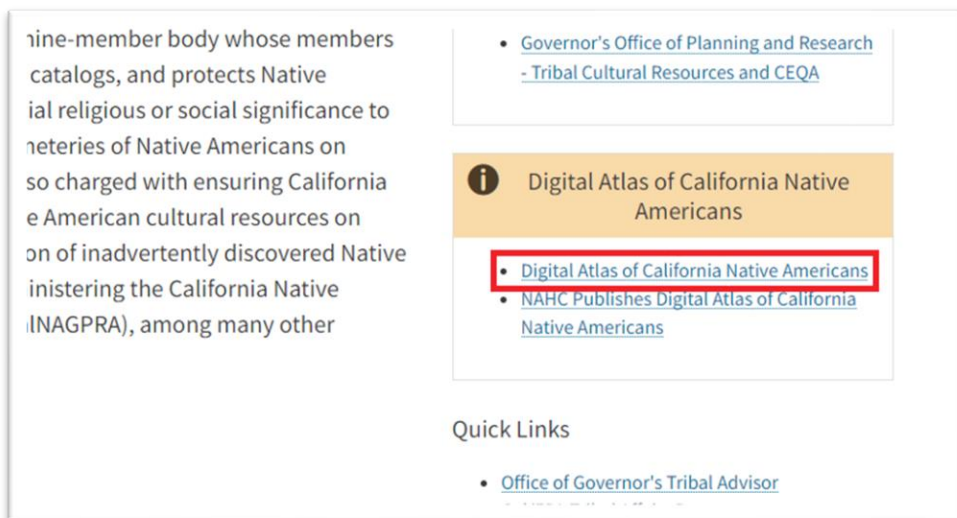 nine-member body whose members
catalogs, and protects Native
ial religious or social significance to
neteries of Native Americans on
so charged with ensuring California
e American cultural resources on
on of inadvertently discovered Native
inistering the California Native
lNAGPRA), among many other
• Governor's Office of Planning and Research
- Tribal Cultural Resources and CEQA
Digital Atlas of California Native
Americans
• Digital Atlas of California Native Americans
• NAHC Publishes Digital Atlas of California
Native Americans
Quick Links
• Office of Governor's Tribal Advisor